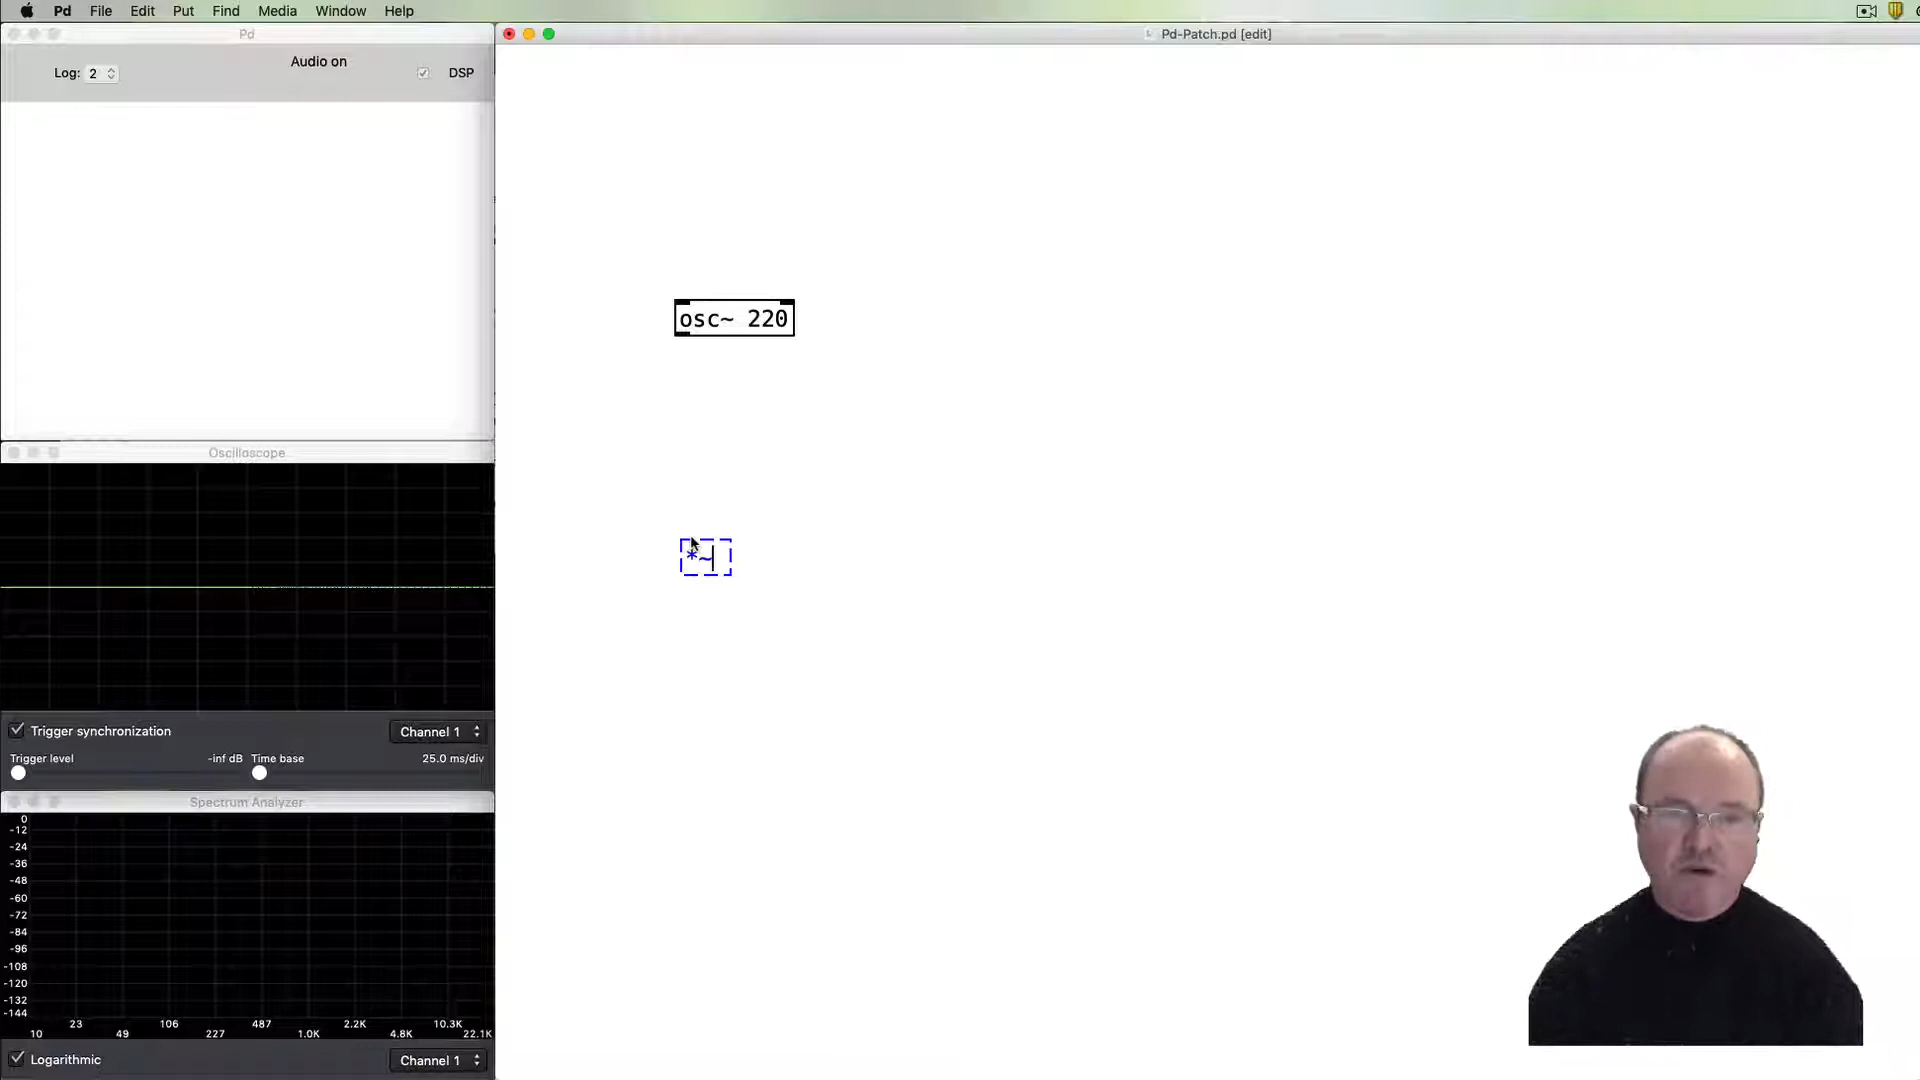 Pd File Edit Put Find Media Window Help
Pd
Pd-Patch.pd [edit]
Audio on
Log: 2
DSP
osc~ 220
*~
Oscilloscope
Trigger synchronization
Channel 1
Trigger level
-inf dB
Time base
25.0 ms/div
Spectrum Analyzer
0
-12
-24
-36
-48
-60
-72
-84
-96
-108
-120
-132
-144
23 106 487 2.2K 10.3K
10 49 227 1.0K 4.8K 22.1K
Logarithmic
Channel 1